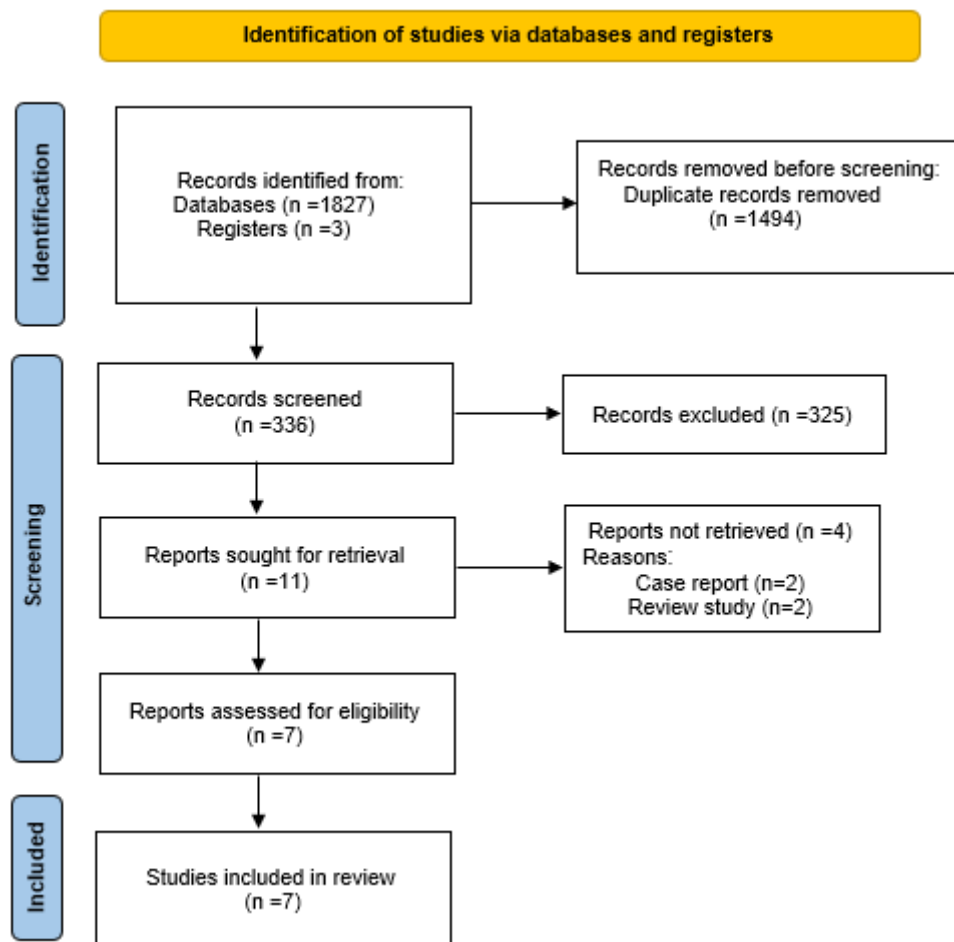 Identification of studies via databases and registers
Identification
Records identified from:
Databases (n =1827)
Registers (n =3)
Records removed before screening:
Duplicate records removed
(n =1494)
Screening
Records screened
(n =336)
Records excluded (n =325)
Reports sought for retrieval
(n =11)
Reports not retrieved (n =4)
Reasons:
Case report (n=2)
Review study (n=2)
Reports assessed for eligibility
(n =7)
Included
Studies included in review
(n =7)